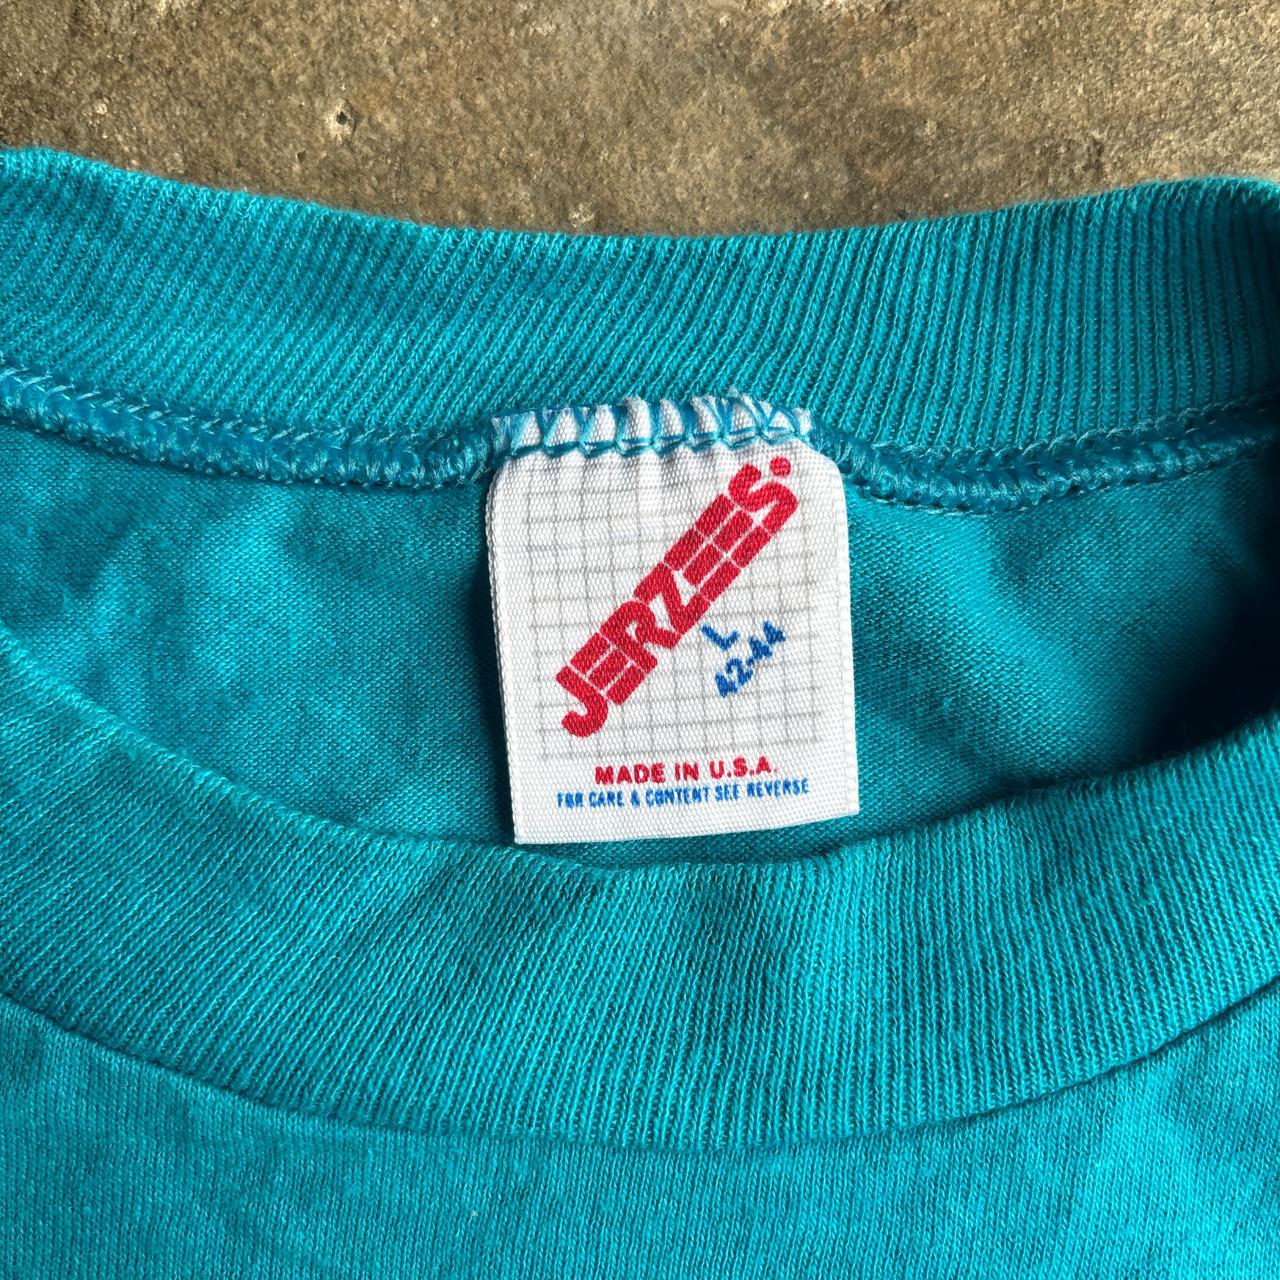 JERZEES
L
42-44
MADE IN U.S.A.
FOR CARE & CONTENT SEE REVERSE